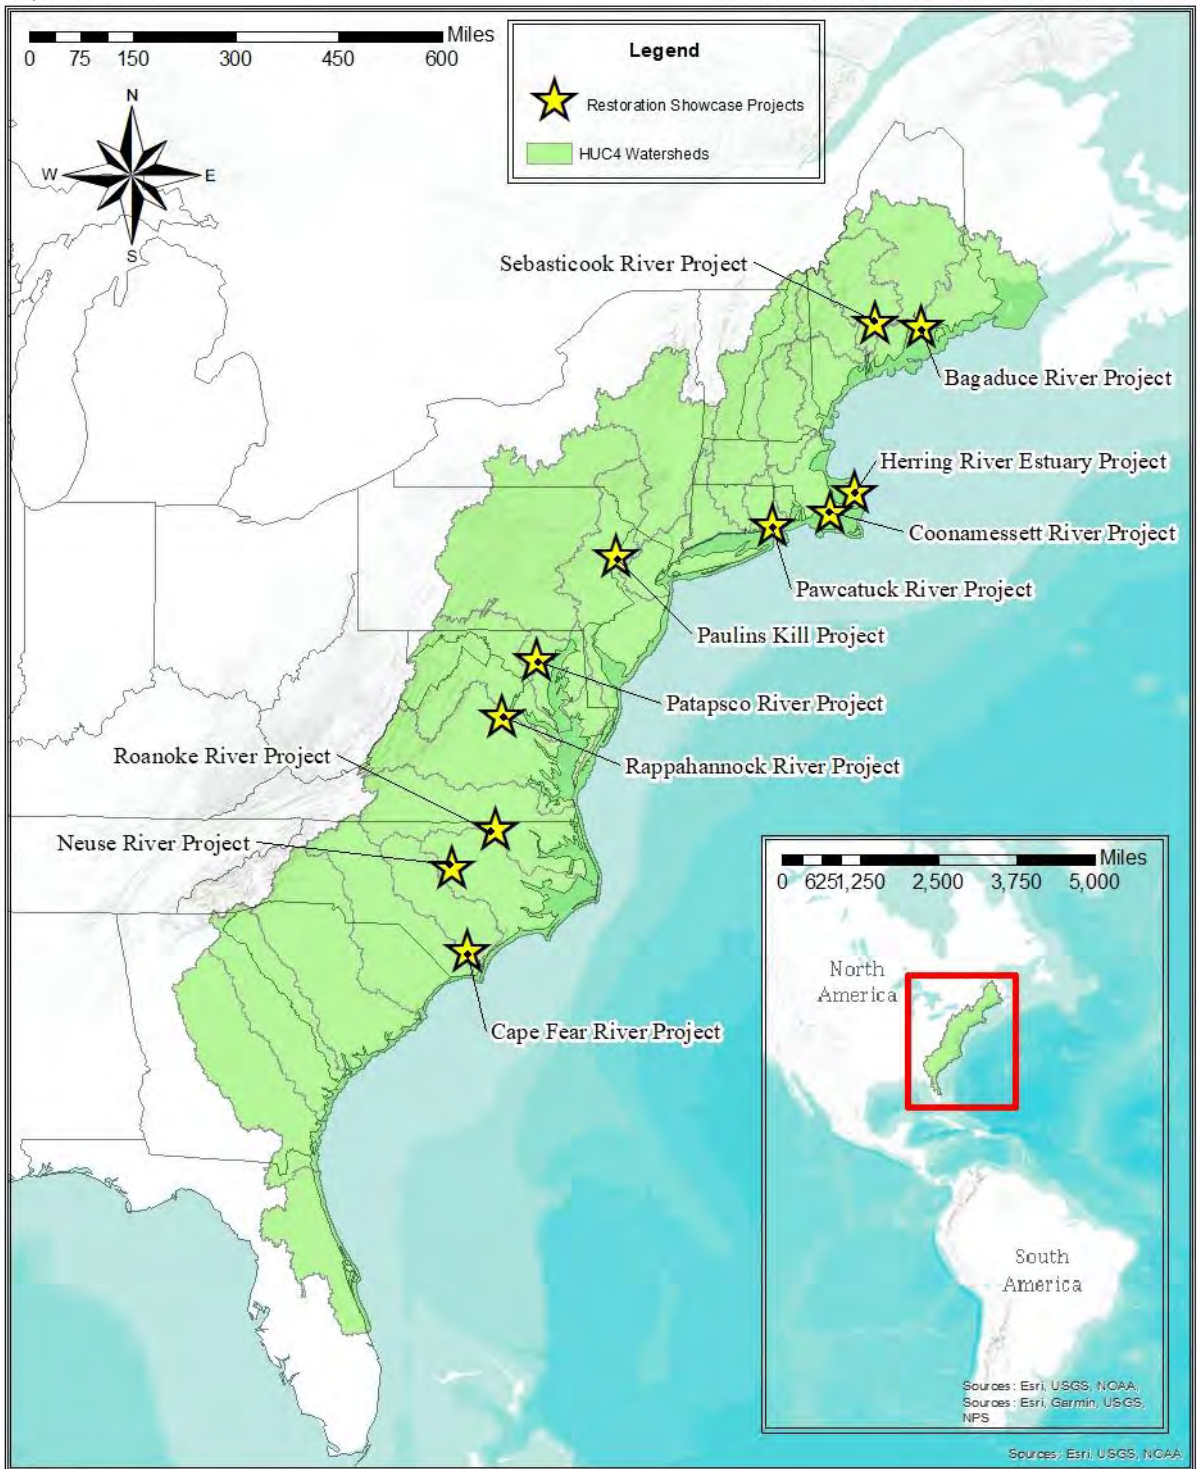 Miles
0 75 150 300 450 600
Legend
Restoration Showcase Projects
HUC4 Watersheds
N
W E
S
Sebasticook River Project
Bagaduce River Project
Herring River Estuary Project
Coonamessett River Project
Pawcatuck River Project
Paulins Kill Project
Patapsco River Project
Rappahannock River Project
Roanoke River Project
Neuse River Project
Cape Fear River Project
Miles
0 6251,250 2,500 3,750 5,000
North
America
South
America
Sources: Esri, USGS, NOAA,
Sources: Esri, Garmin, USGS,
NPS
Sources: Esri, USGS, NOAA